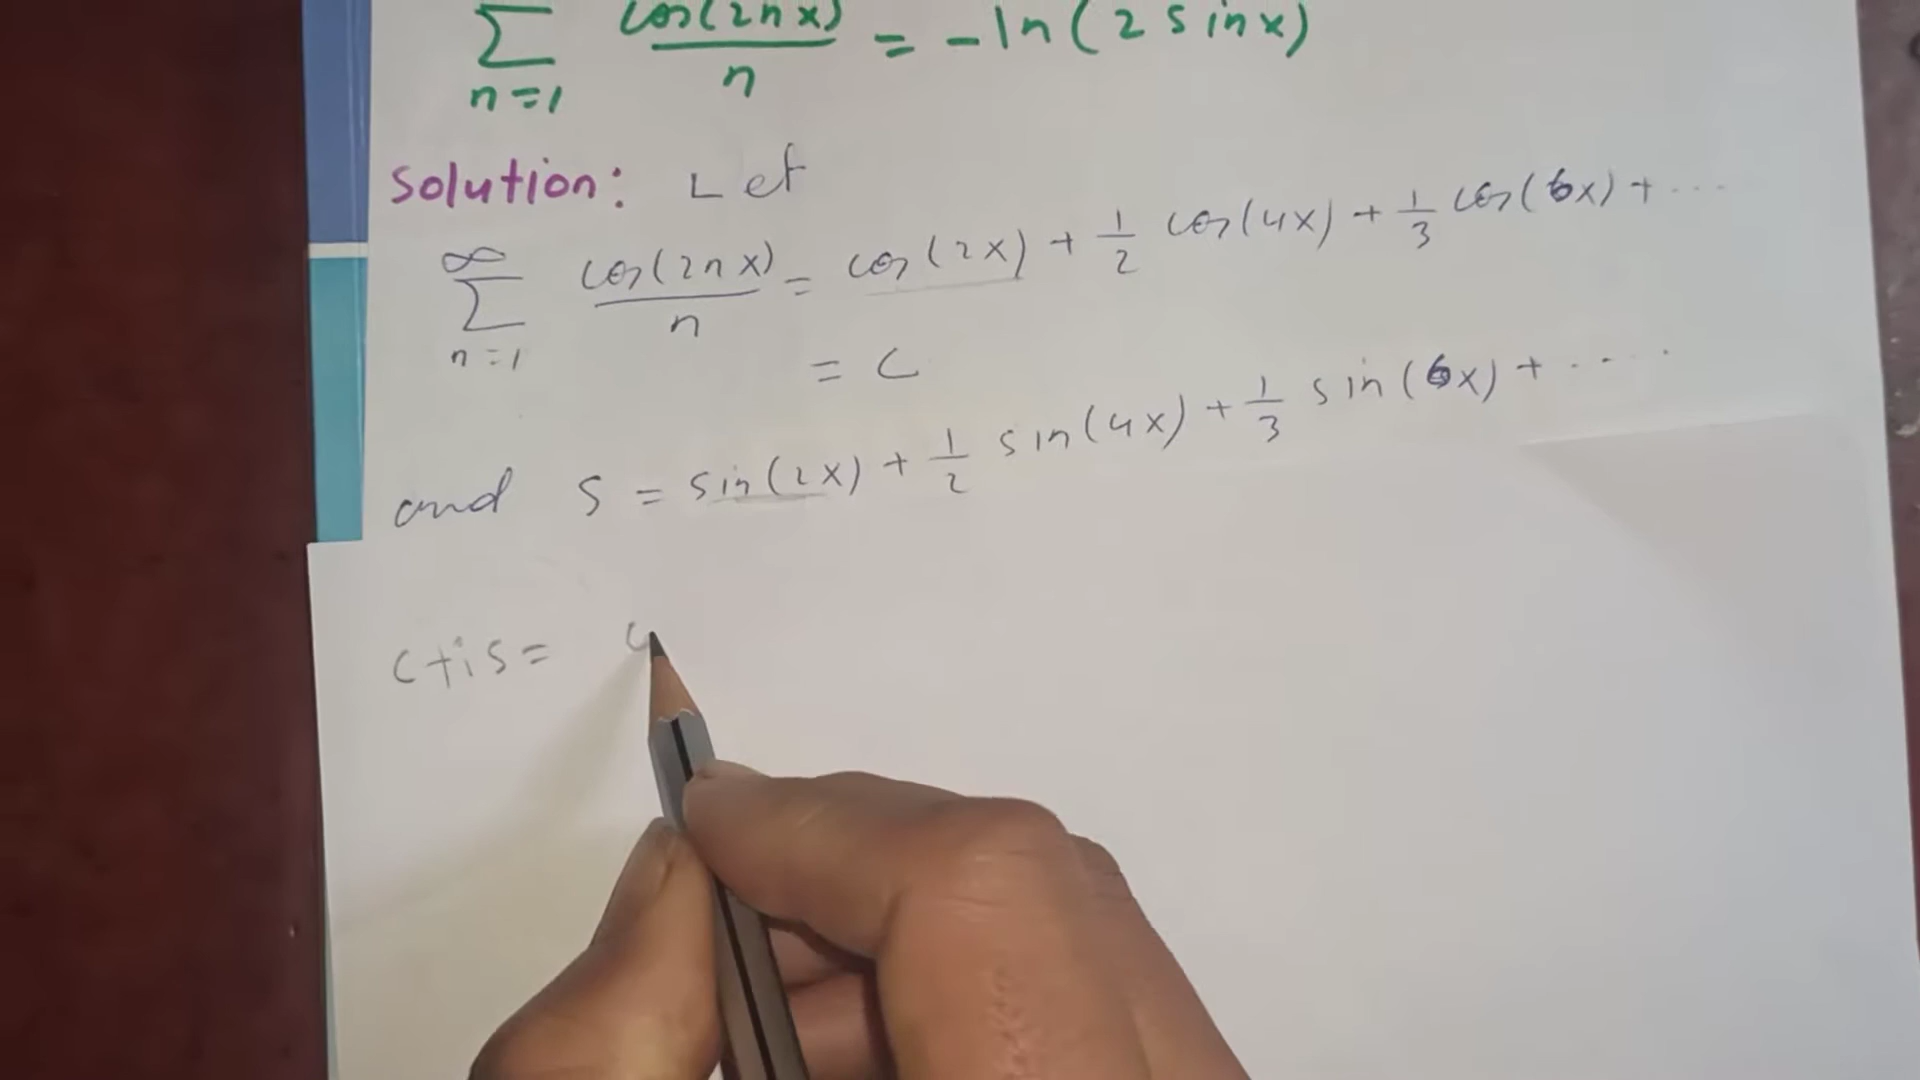 ∑ n=1 cos(2nx)/n = -ln(2 sinx)
Solution: Let
∑ n=1 ∞ cos(2nx)/n = cos(2x) + 1/2 cos(4x) + 1/3 cos(6x) + ...
= C
and S = sin(2x) + 1/2 sin(4x) + 1/3 sin(6x) + ....
C+iS= c